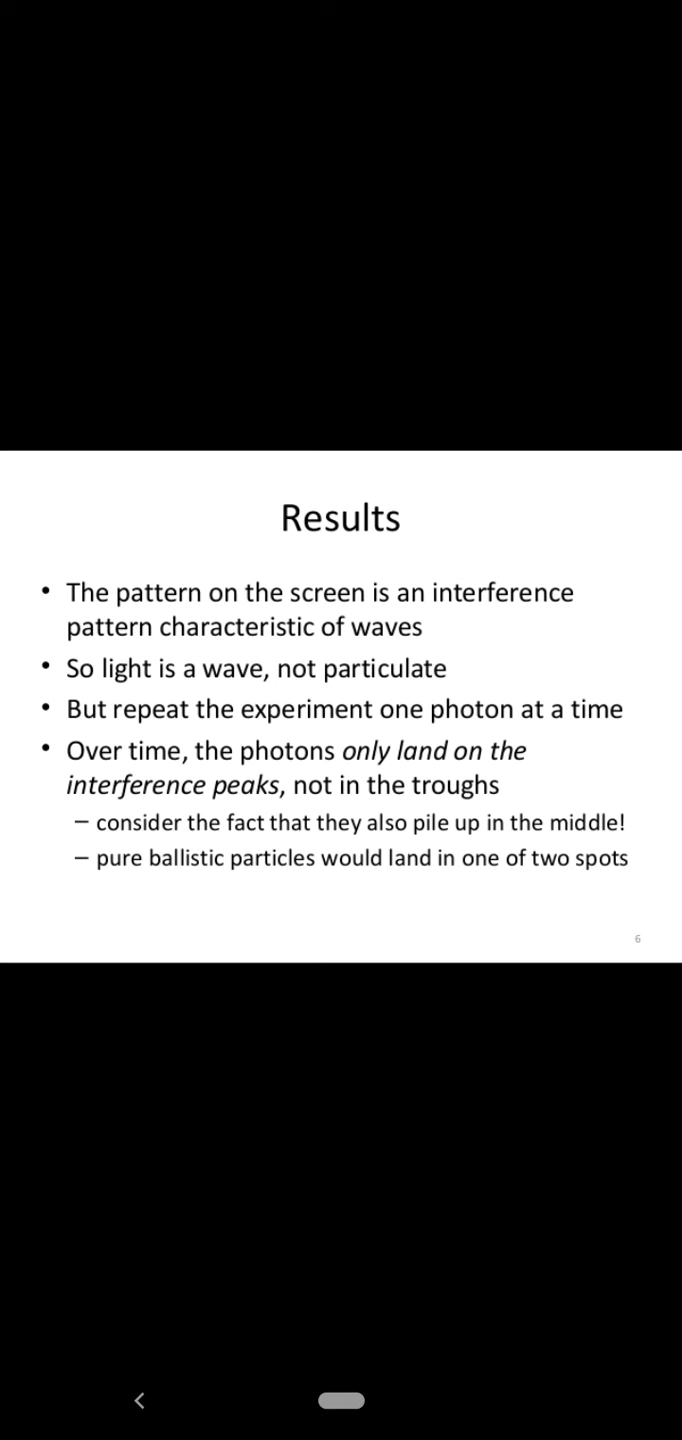 Results
• The pattern on the screen is an interference
pattern characteristic of waves
• So light is a wave, not particulate
• But repeat the experiment one photon at a time
• Over time, the photons only land on the
interference peaks, not in the troughs
– consider the fact that they also pile up in the middle!
– pure ballistic particles would land in one of two spots
6